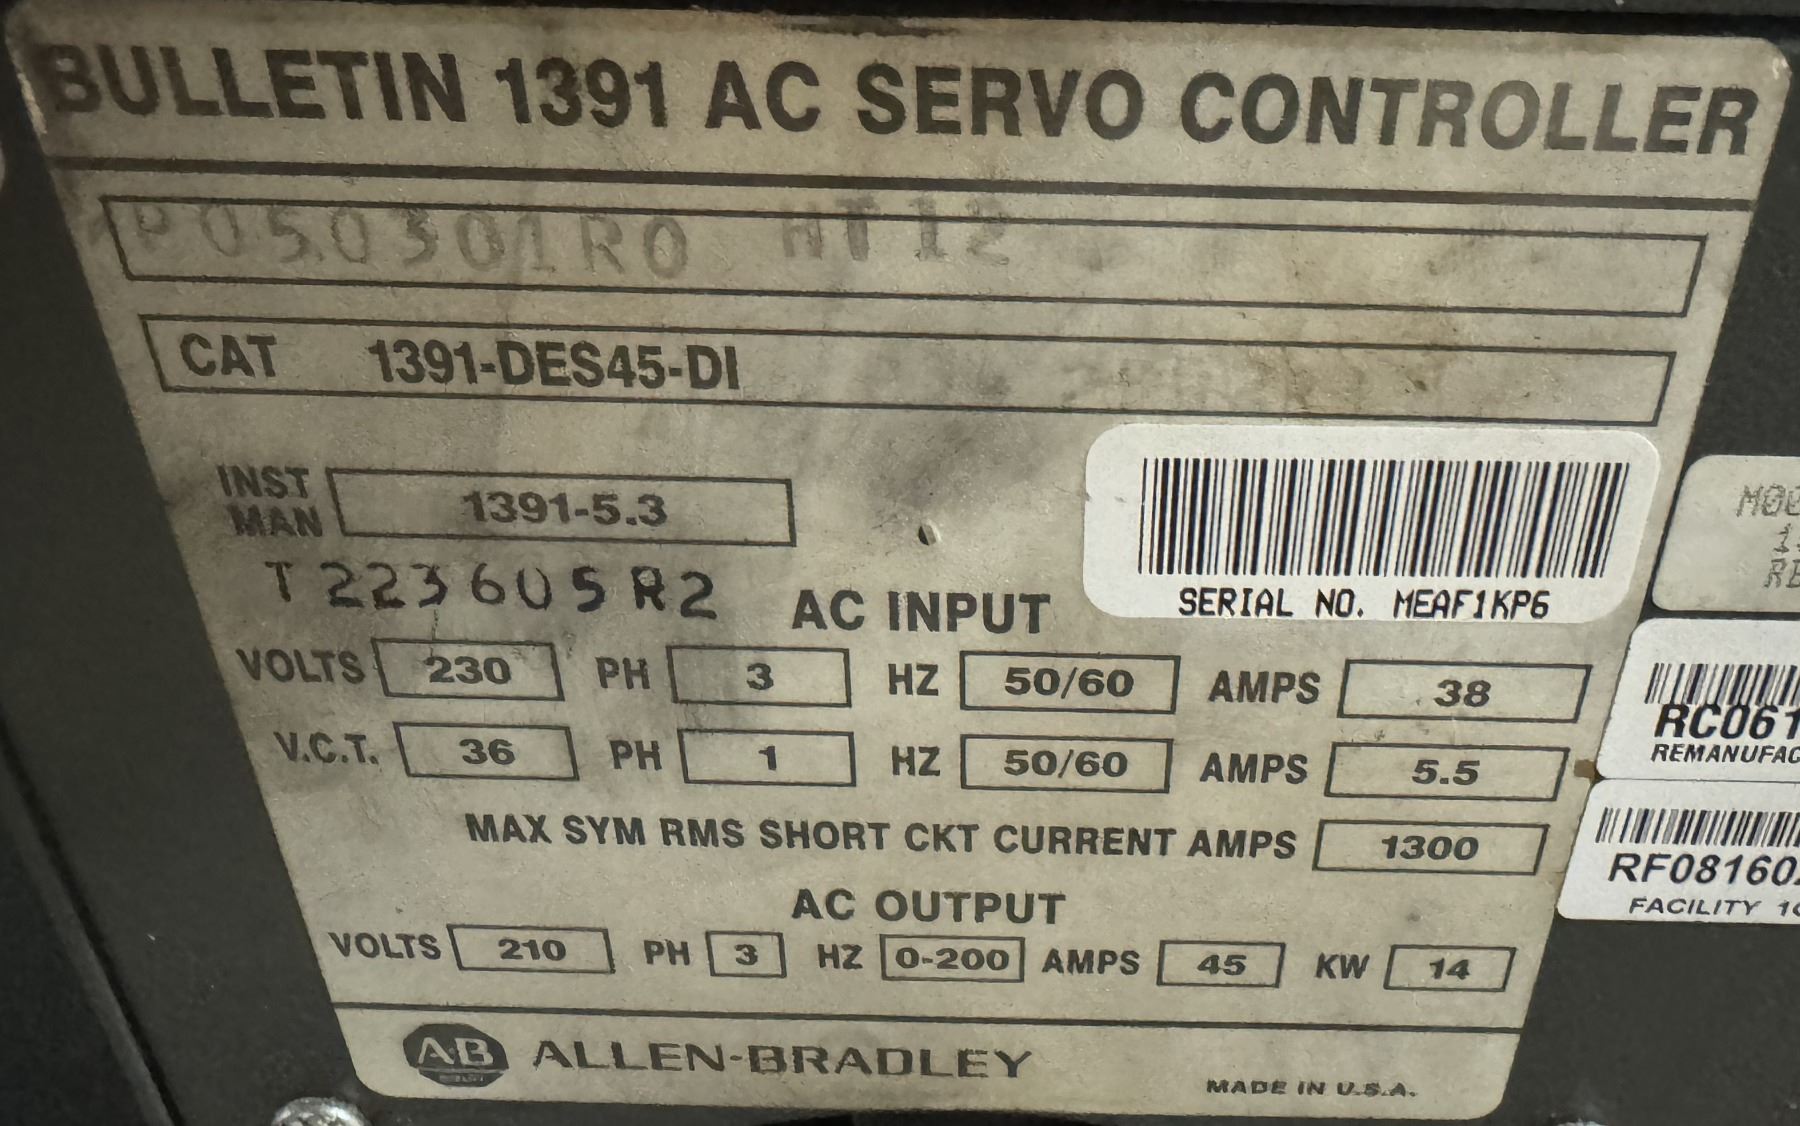 BULLETIN 1391 AC SERVO CONTROLLER
P050301R0 HT12
CAT 1391-DES45-DI
INST MAN 1391-5.3
SERIAL NO. MEAF1KP6
T223605R2
AC INPUT
VOLTS 230 PH 3 HZ 50/60 AMPS 38
V.C.T. 36 PH 1 HZ 50/60 AMPS 5.5
MAX SYM RMS SHORT CKT CURRENT AMPS 1300
AC OUTPUT
VOLTS 210 PH 3 HZ 0-200 AMPS 45 KW 14
AB ALLEN-BRADLEY
MADE IN U.S.A.
RC061
REMANUFAC
RF08160
FACILITY